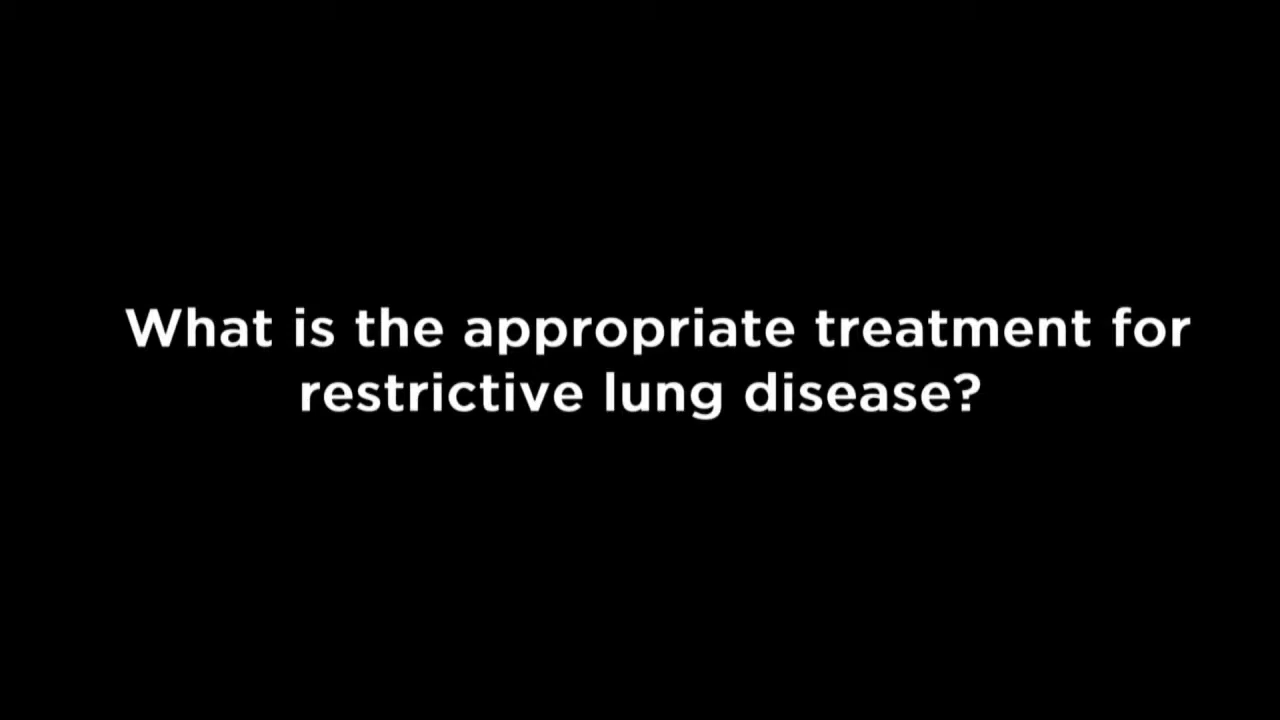 What is the appropriate treatment for
restrictive lung disease?